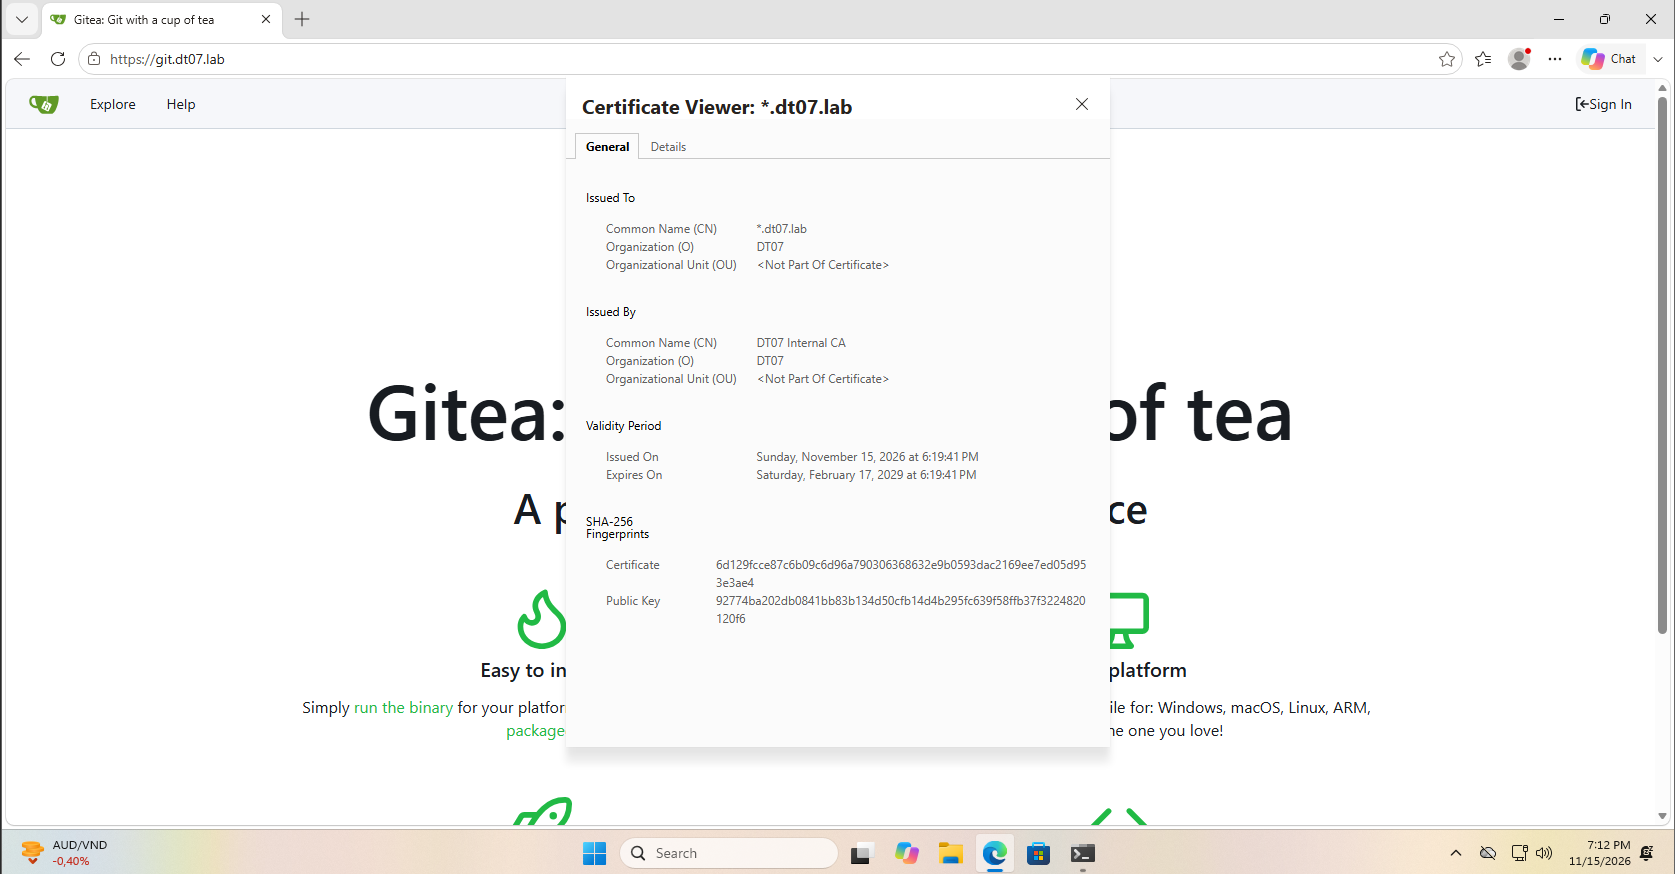 Gitea: Git with a cup of tea
https://git.dt07.lab
Chat
Explore
Help
Sign In
Certificate Viewer: *.dt07.lab
General
Details
Issued To
Common Name (CN) *.dt07.lab
Organization (O) DT07
Organizational Unit (OU) <Not Part Of Certificate>
Issued By
Common Name (CN) DT07 Internal CA
Organization (O) DT07
Organizational Unit (OU) <Not Part Of Certificate>
Validity Period
Issued On Sunday, November 15, 2026 at 6:19:41 PM
Expires On Saturday, February 17, 2029 at 6:19:41 PM
SHA-256
Fingerprints
Certificate 6d129fcce87c6b09c6d96a790306368632e9b0593dac2169ee7ed05d95
3e3ae4
Public Key 92774ba202db0841bb83b134d50cfb14d4b295fc639f58ffb37f3224820
120f6
Gitea: of tea
A p ce
Easy to in
platform
Simply run the binary for your platfor
package
ile for: Windows, macOS, Linux, ARM,
he one you love!
AUD/VND
-0,40%
Search
7:12 PM
11/15/2026